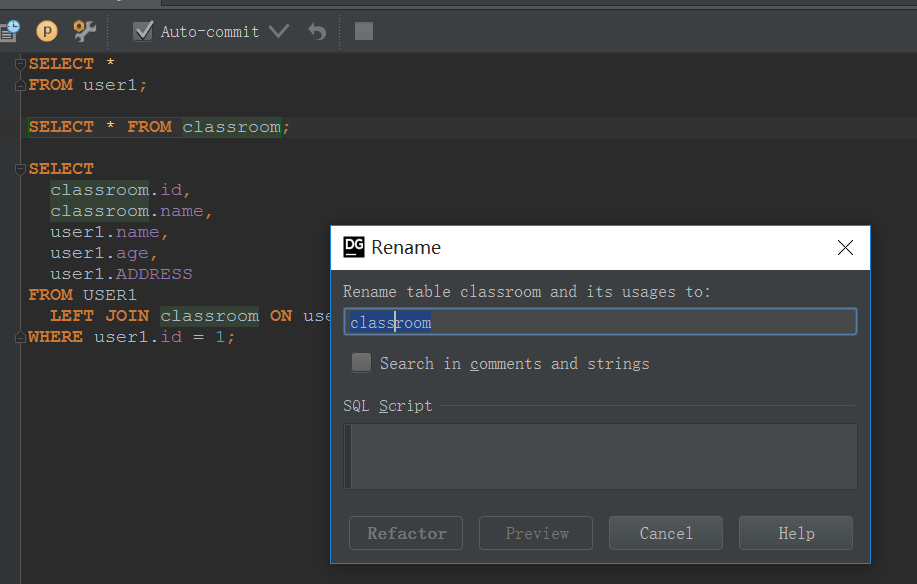 p
Auto-commit
SELECT *
FROM user1;
SELECT * FROM classroom;
SELECT
classroom.id,
classroom.name,
user1.name,
user1.age,
user1.ADDRESS
FROM USER1
LEFT JOIN classroom ON use
WHERE user1.id = 1;
DG Rename
Rename table classroom and its usages to:
classroom
Search in comments and strings
SQL Script
Refactor Preview Cancel Help